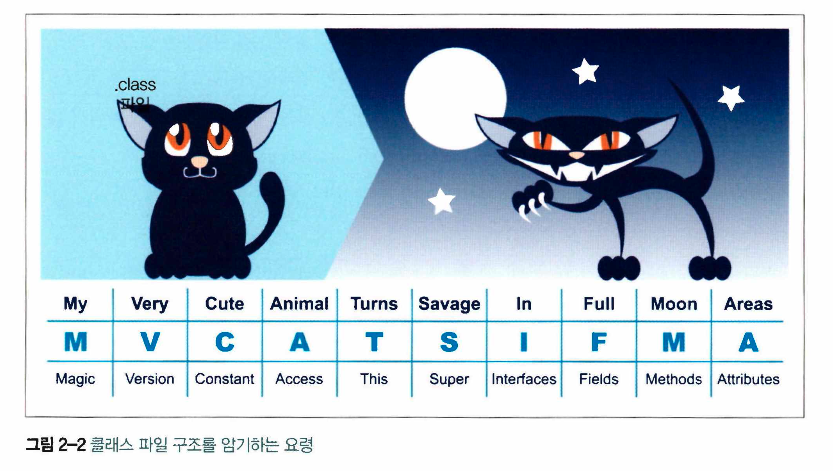 .class
파일
My Very Cute Animal Turns Savage In Full Moon Areas
M V C A T S I F M A
Magic Version Constant Access This Super Interfaces Fields Methods Attributes
그림 2-2 클래스 파일 구조를 암기하는 요령